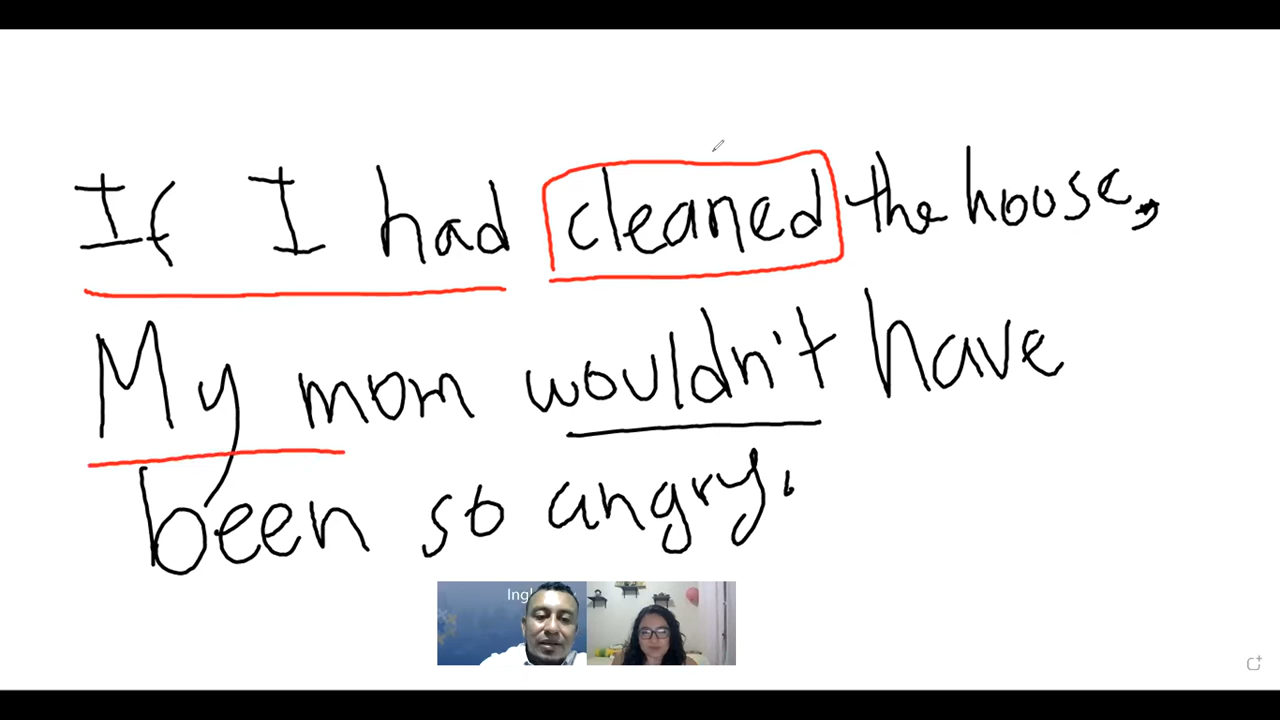 If I had cleaned the house,
My mom wouldn't have
been so angry.